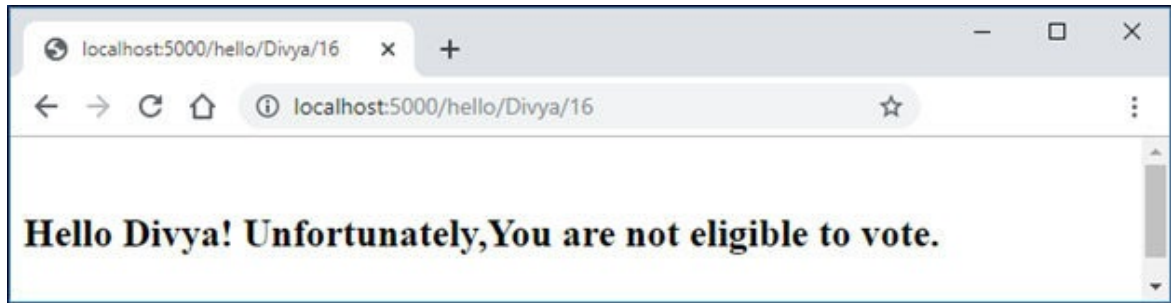 localhost:5000/hello/Divya/16
localhost:5000/hello/Divya/16
Hello Divya! Unfortunately,You are not eligible to vote.